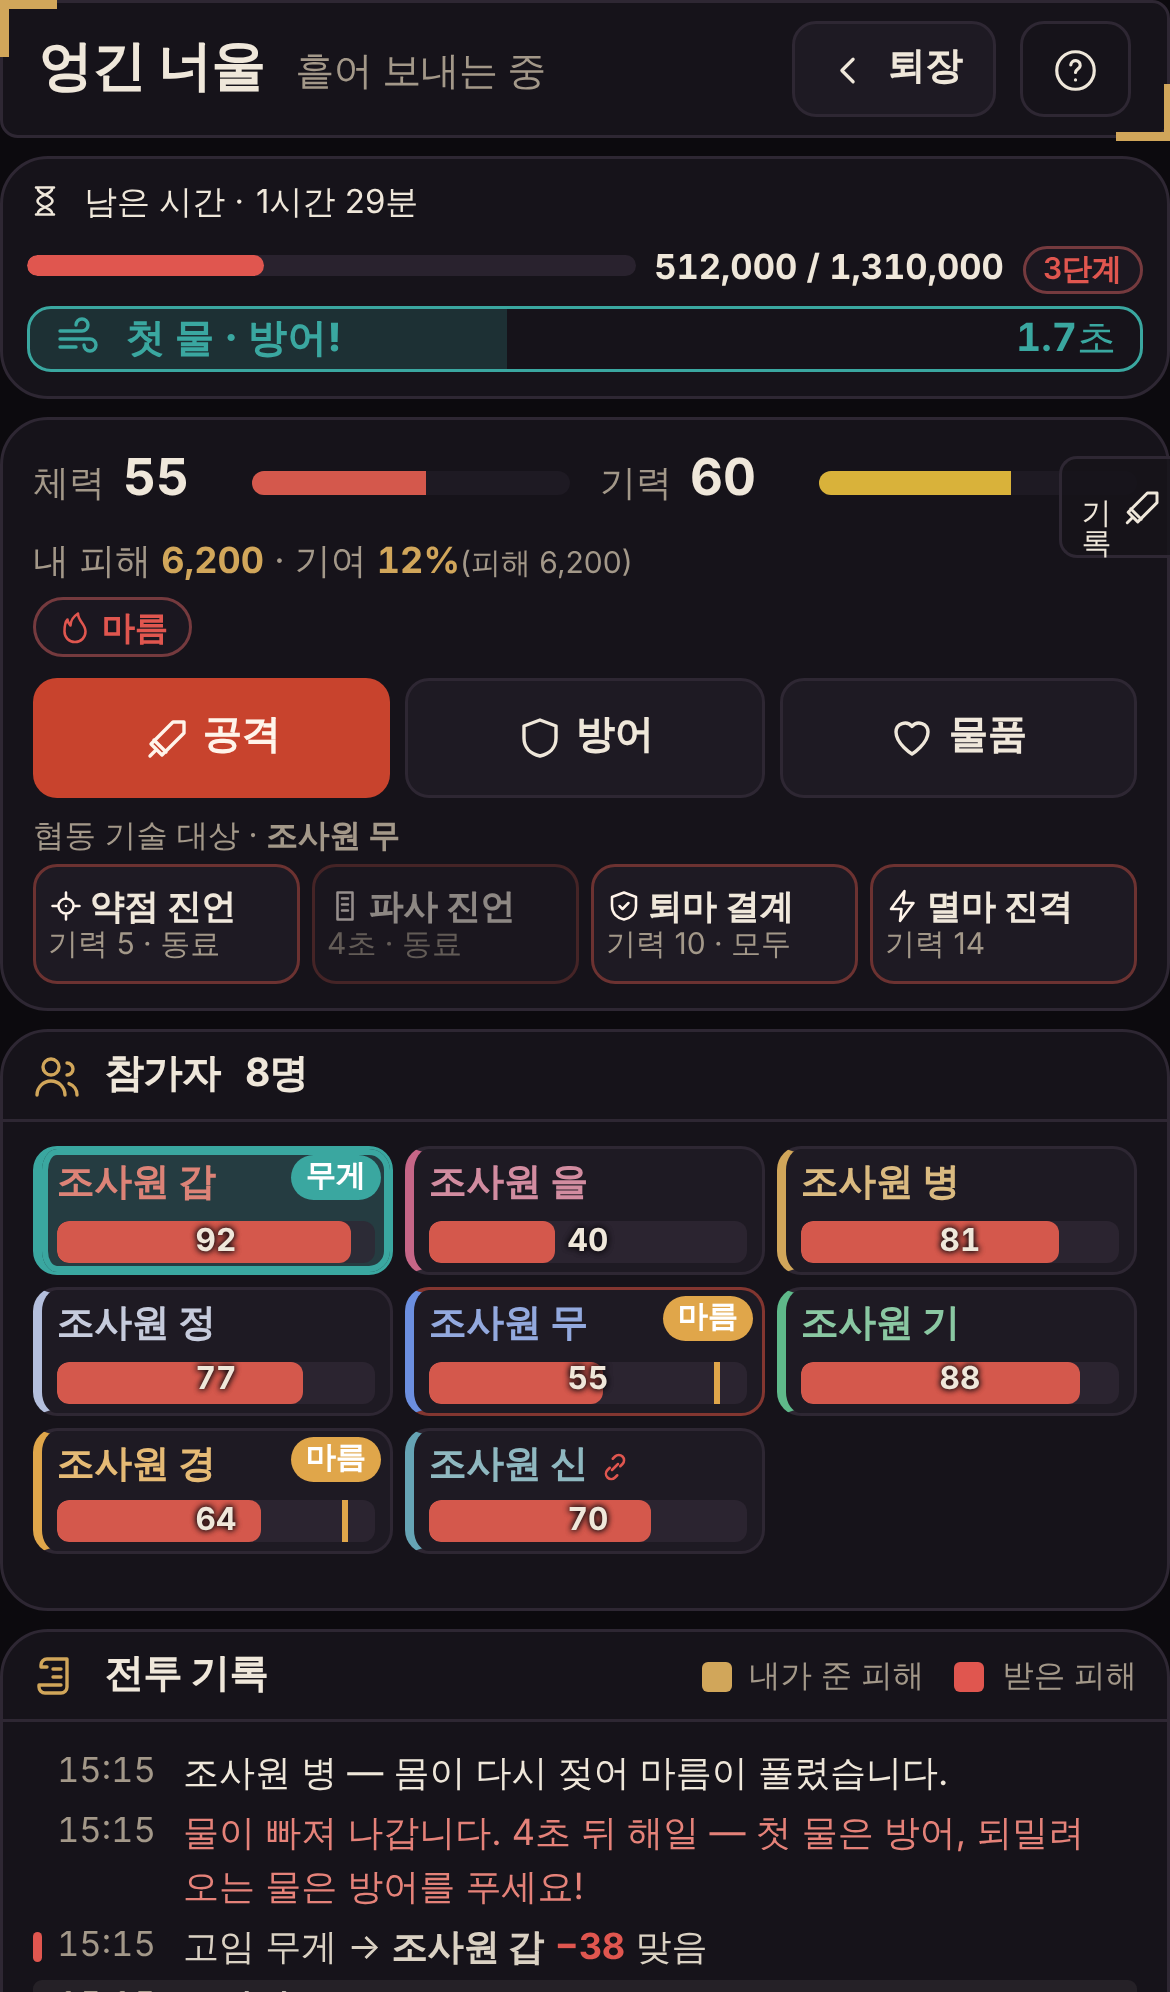 엉긴 너울 흩어 보내는 중 퇴장
남은 시간 · 1시간 29분
512,000 / 1,310,000 3단계
첫 물 · 방어! 1.7초
체력 55 기력 60
기록
내 피해 6,200 · 기여 12%(피해 6,200)
마름
공격 방어 물품
협동 기술 대상 · 조사원 무
약점 진언 파사 진언 퇴마 결계 멸마 진격
기력 5 · 동료 4초 · 동료 기력 10 · 모두 기력 14
참가자 8명
조사원 갑 무게 조사원 을 조사원 병
92 40 81
조사원 정 조사원 무 마름 조사원 기
77 55 88
조사원 경 마름 조사원 신
64 70
전투 기록 내가 준 피해 받은 피해
15:15 조사원 병 — 몸이 다시 젖어 마름이 풀렸습니다.
15:15 물이 빠져 나갑니다. 4초 뒤 해일 — 첫 물은 방어, 되밀려
오는 물은 방어를 푸세요!
15:15 고임 무게 → 조사원 갑 −38 맞음